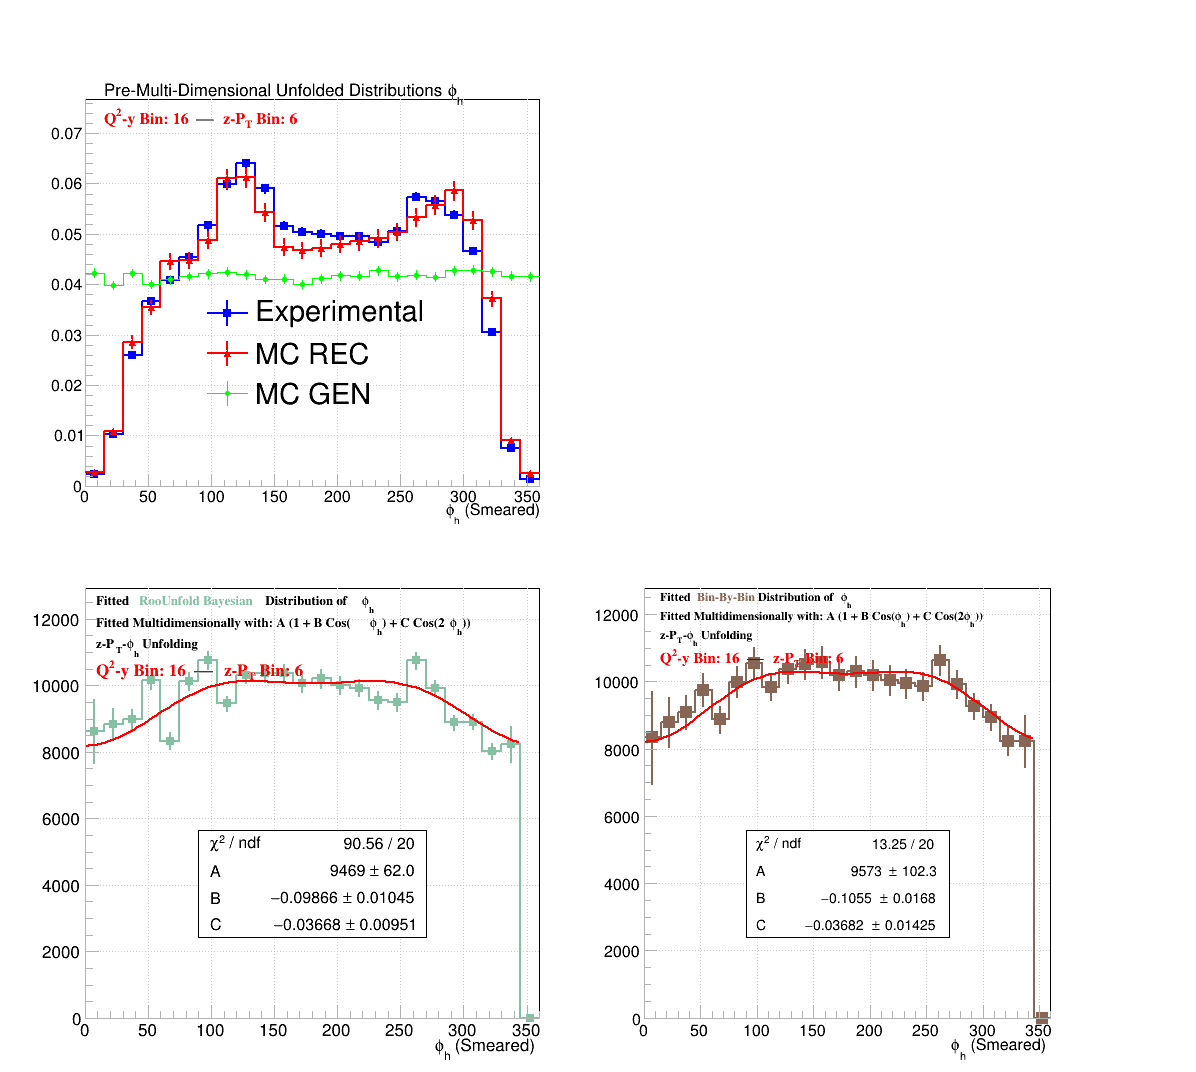 Pre-Multi-Dimensional Unfolded Distributions ϕh
Q²-y Bin: 16 — z-PT Bin: 6
0.07
0.06
0.05
0.04
0.03
0.02
0.01
0
Experimental
MC REC
MC GEN
0 50 100 150 200 250 300 350
ϕh (Smeared)
Fitted RooUnfold Bayesian Distribution of ϕh
Fitted Multidimensionally with: A (1 + B Cos( ϕh) + C Cos(2 ϕh))
z-PT-ϕh Unfolding
Q²-y Bin: 16 — z-PT Bin: 6
12000
10000
8000
6000
4000
2000
0
χ² / ndf 90.56 / 20
A 9469 ± 62.0
B −0.09866 ± 0.01045
C −0.03668 ± 0.00951
0 50 100 150 200 250 300 350
ϕh (Smeared)
Fitted Bin-By-Bin Distribution of ϕh
Fitted Multidimensionally with: A (1 + B Cos(ϕh) + C Cos(2ϕh))
z-PT-ϕh Unfolding
Q²-y Bin: 16 — z-PT Bin: 6
12000
10000
8000
6000
4000
2000
0
χ² / ndf 13.25 / 20
A 9573 ± 102.3
B −0.1055 ± 0.0168
C −0.03682 ± 0.01425
0 50 100 150 200 250 300 350
ϕh (Smeared)